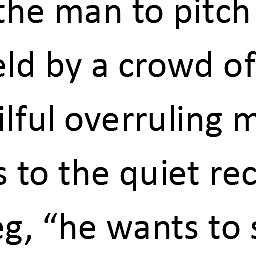 the man to pitch
eld by a crowd of
ilful overruling m
s to the quiet rec
eg, “he wants to s